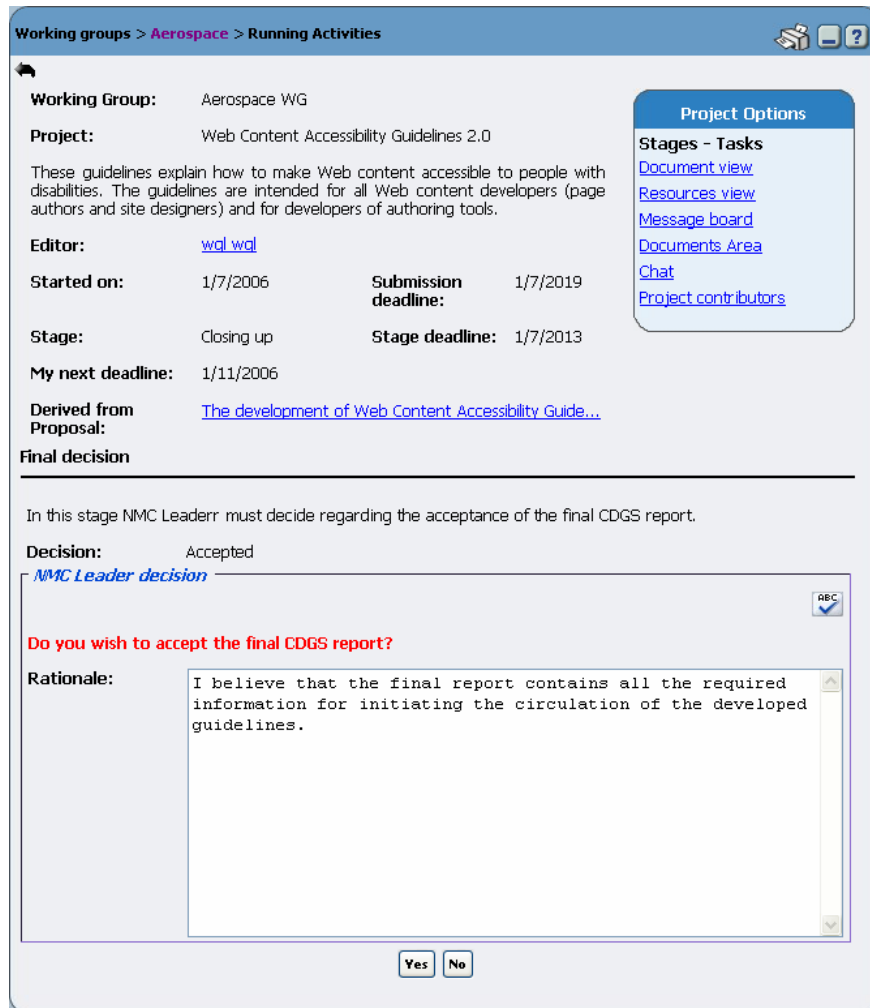 Working groups > Aerospace > Running Activities
?
Working Group: Aerospace WG
Project: Web Content Accessibility Guidelines 2.0
These guidelines explain how to make Web content accessible to people with
disabilities. The guidelines are intended for all Web content developers (page
authors and site designers) and for developers of authoring tools.
Editor: wgl wgl
Started on: 1/7/2006 Submission deadline: 1/7/2019
Stage: Closing up Stage deadline: 1/7/2013
My next deadline: 1/11/2006
Derived from Proposal: The development of Web Content Accessibility Guide...
Project Options
Stages - Tasks
Document view
Resources view
Message board
Documents Area
Chat
Project contributors
Final decision
In this stage NMC Leaderr must decide regarding the acceptance of the final CDGS report.
Decision: Accepted
NMC Leader decision
ABC
Do you wish to accept the final CDGS report?
Rationale: I believe that the final report contains all the required
information for initiating the circulation of the developed
guidelines.
Yes No